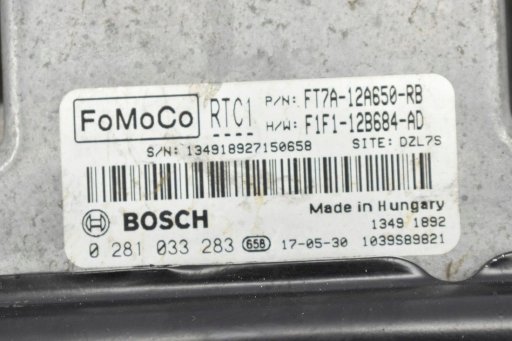 FoMoCo RTC1 P/N: FT7A-12A650-RB
H/W: F1F1-12B684-AD
S/N: 134918927150658 SITE: DZL7S
BOSCH Made in Hungary
1349 1892
0 281 033 283 658 17-05-30 1039S89821